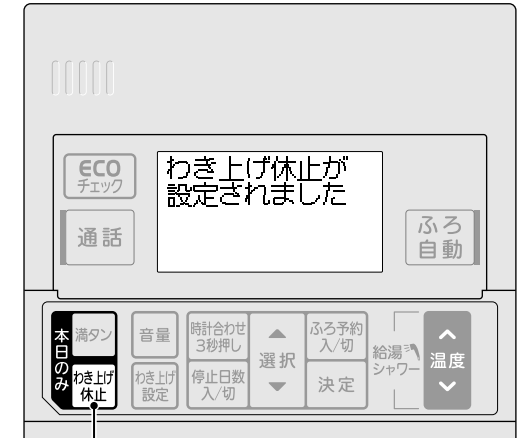 ECO
チェック
わき上げ休止が
設定されました
通話
ふろ
自動
本日のみ
満タン
音量
時計合わせ
3秒押し
選択
ふろ予約
入/切
給湯
シャワー
温度
わき上げ
休止
わき上げ
設定
停止日数
入/切
決定